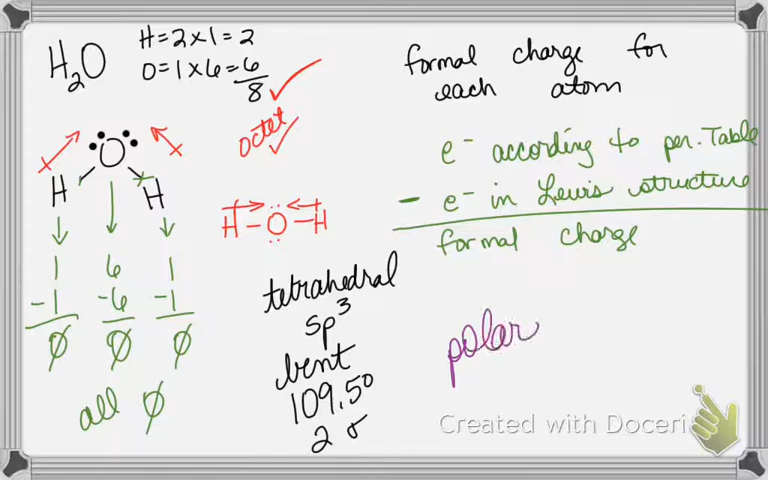 H₂O
H = 2 x 1 = 2
O = 1 x 6 = 6
8
octet
O
H H
1 6 1
-1 -6 -1
0 0 0
all 0
H - O - H
tetrahedral
sp³
bent
109.5°
2 σ
formal charge for
each atom
e⁻ according to per. Table
- e⁻ in Lewis structure
formal charge
polar
Created with Doceri